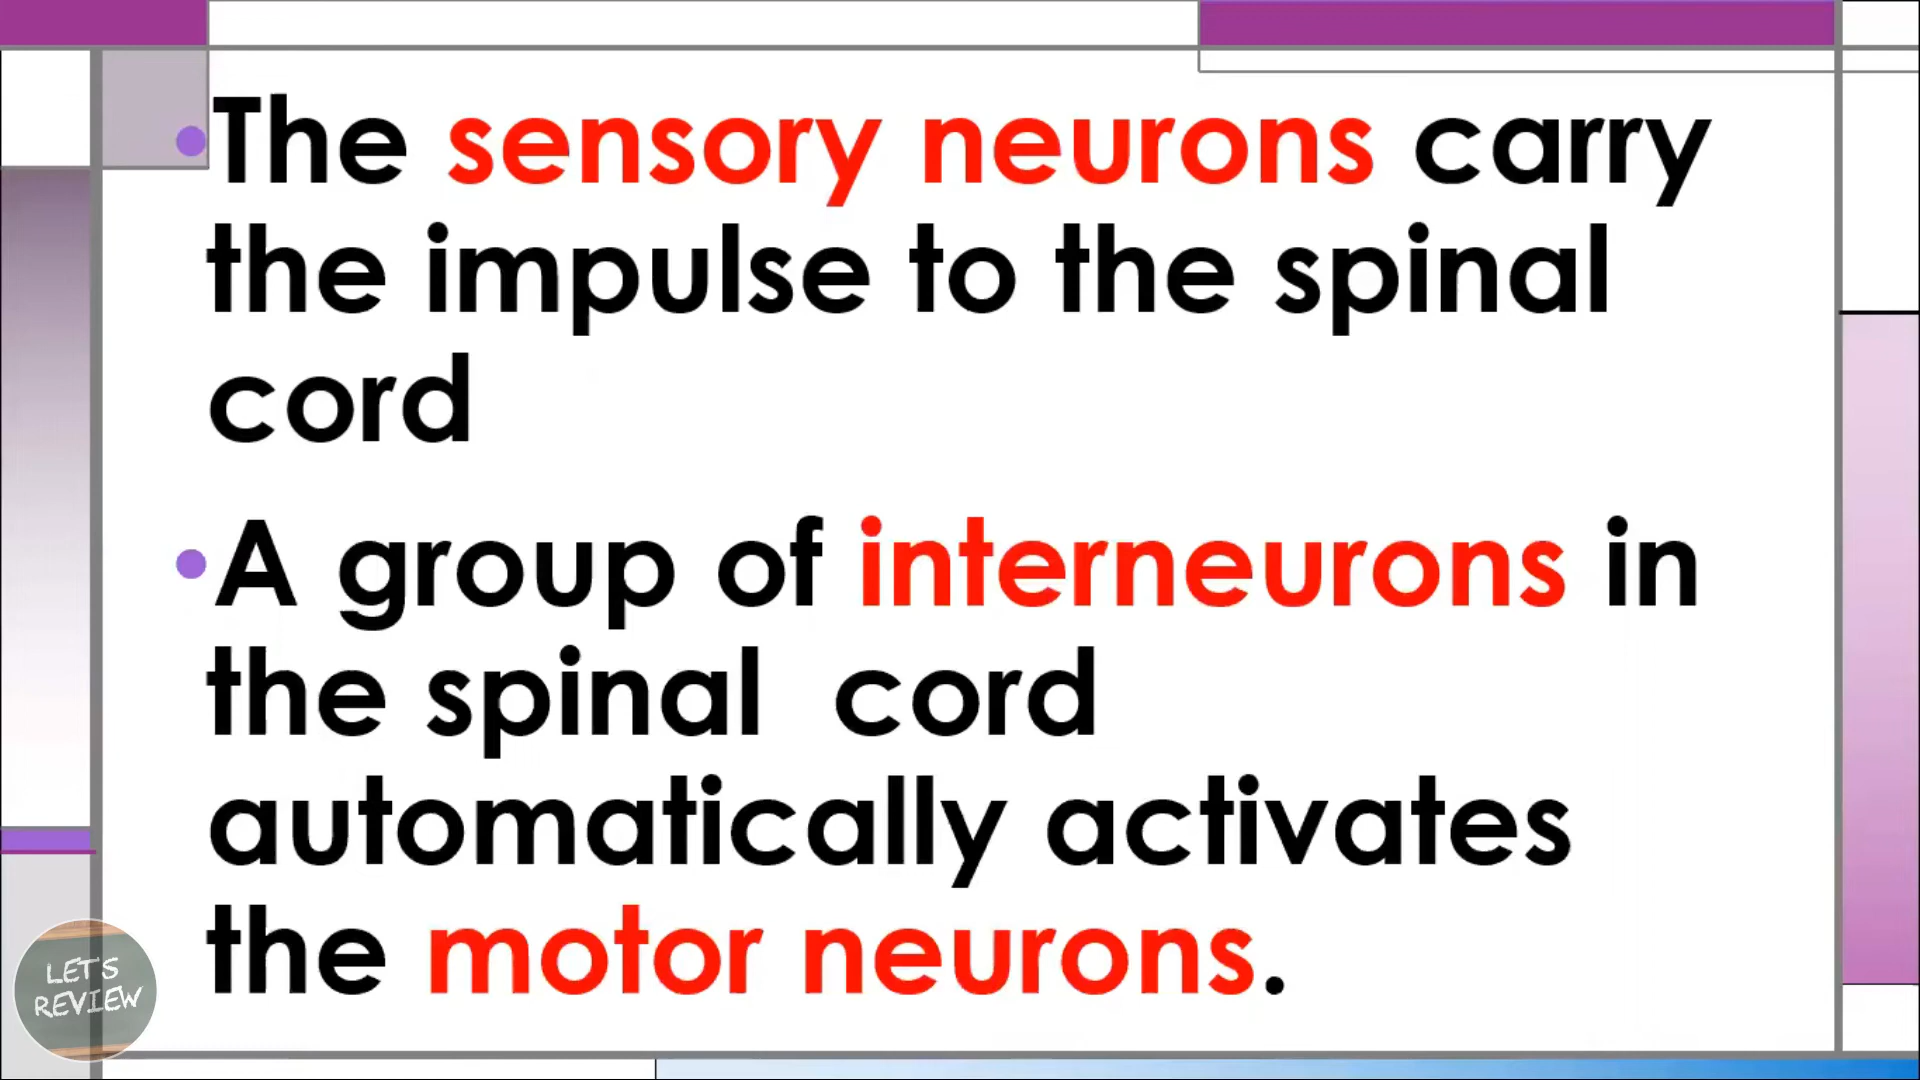 •The sensory neurons carry
the impulse to the spinal
cord
•A group of interneurons in
the spinal  cord
automatically activates
the motor neurons.
LET'S
REVIEW